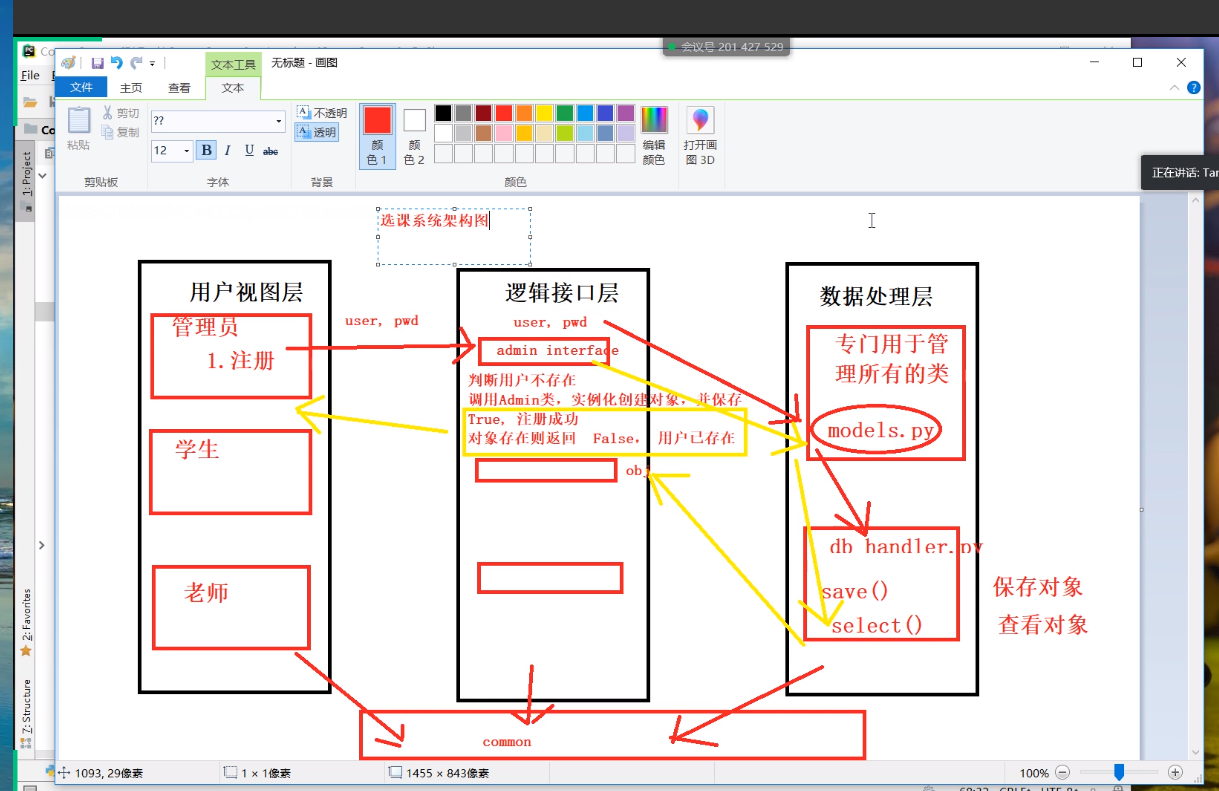 会议号 201 427 529
文本工具
无标题 - 画图
File
文件
主页
查看
文本
剪切
复制
粘贴
剪贴板
??
12
B
I
U
abc
字体
不透明
透明
背景
颜色 1
颜色 2
颜色
编辑颜色
打开画图 3D
正在讲话: Tan
1: Project
2: Favorites
7: Structure
选课系统架构图
用户视图层
逻辑接口层
数据处理层
管理员
1.注册
user, pwd
user, pwd
admin interface
专门用于管
理所有的类
判断用户不存在
调用Admin类，实例化创建对象，并保存
True, 注册成功
对象存在则返回 False， 用户已存在
models.py
学生
obj
db handler.py
save()
保存对象
select()
查看对象
老师
common
1093, 29像素
1 × 1像素
1455 × 843像素
100%